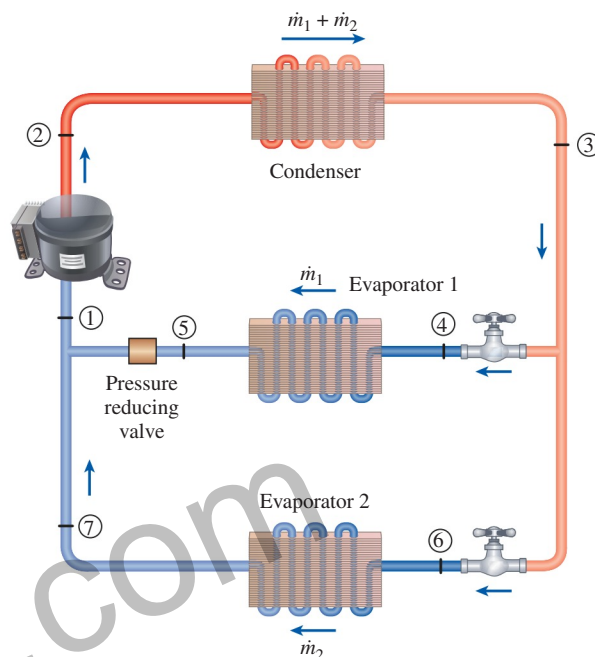 ṁ₁ + ṁ₂
②
③
Condenser
ṁ₁
Evaporator 1
①
⑤
④
Pressure
reducing
valve
Evaporator 2
⑦
⑥
ṁ₂
.com